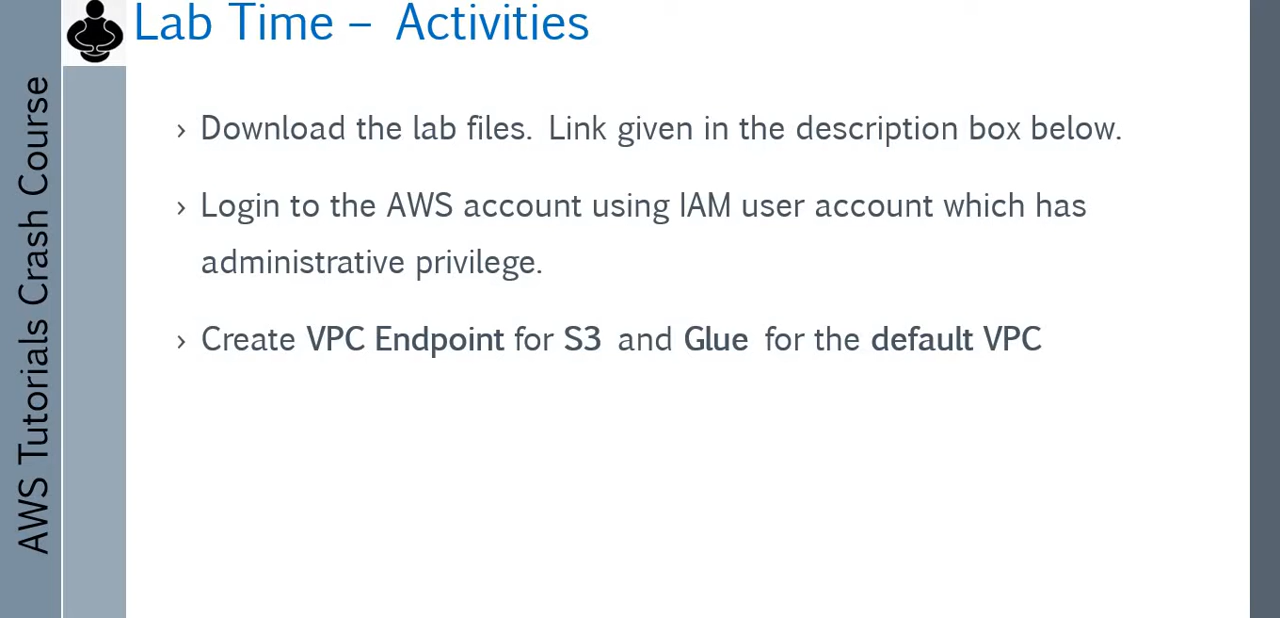 Lab Time – Activities
› Download the lab files. Link given in the description box below.
› Login to the AWS account using IAM user account which has
administrative privilege.
› Create VPC Endpoint for S3 and Glue for the default VPC
AWS Tutorials Crash Course